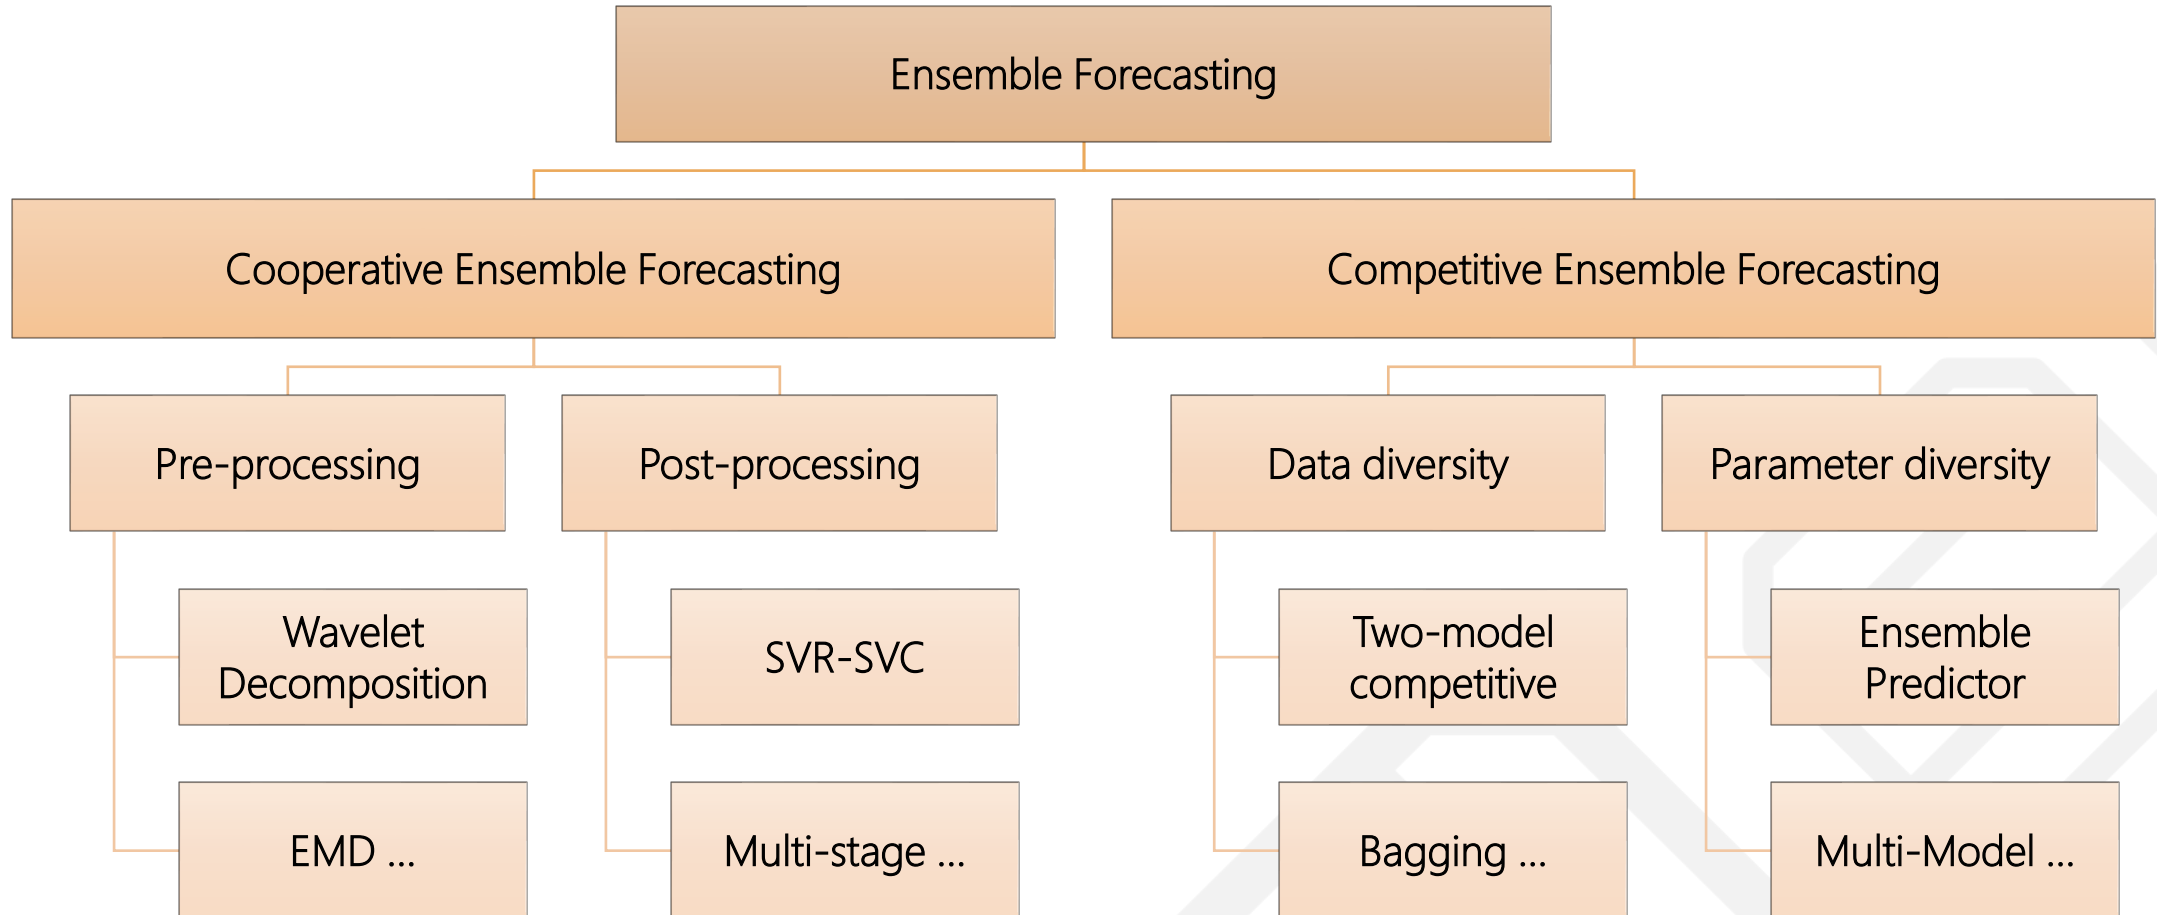 Ensemble Forecasting
Cooperative Ensemble Forecasting
Competitive Ensemble Forecasting
Pre-processing
Post-processing
Data diversity
Parameter diversity
Wavelet
Decomposition
SVR-SVC
Two-model
competitive
Ensemble
Predictor
EMD ...
Multi-stage ...
Bagging ...
Multi-Model ...